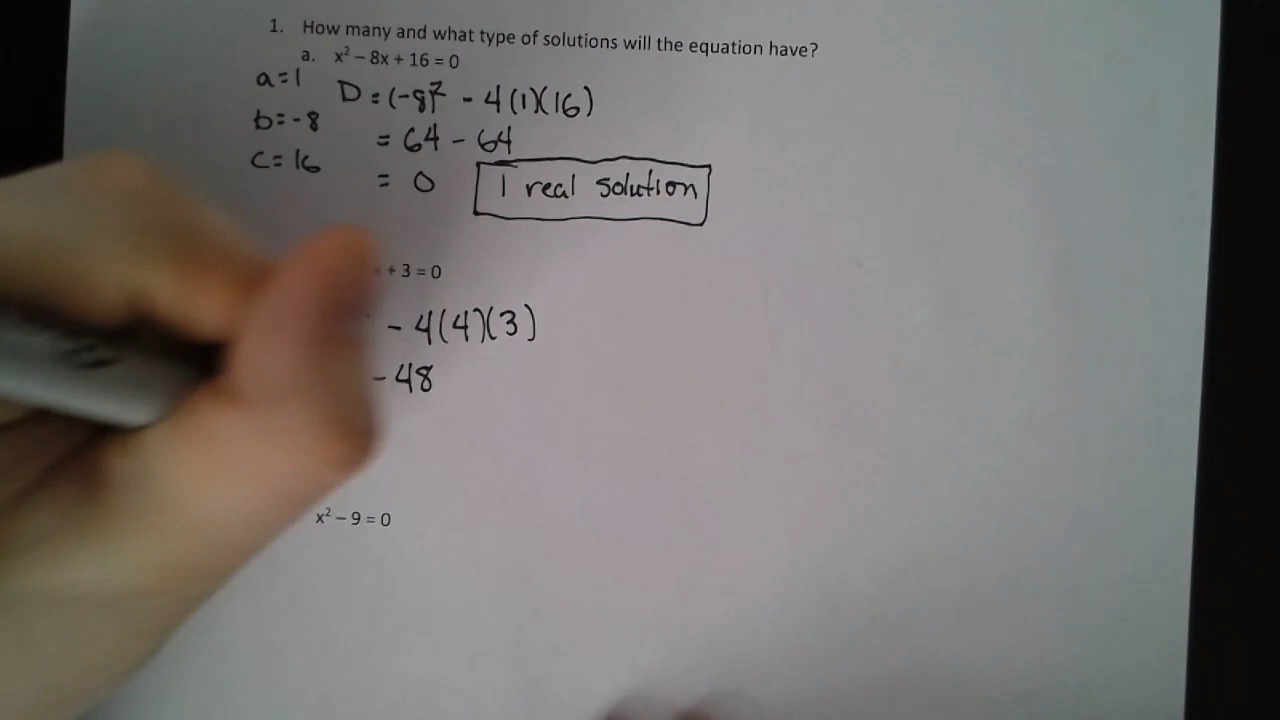 1. How many and what type of solutions will the equation have?
a. x² – 8x + 16 = 0
a = 1
D = (-8)² - 4(1)(16)
b = -8
= 64 - 64
c = 16
= 0
1 real solution
+ 3 = 0
- 4(4)(3)
- 48
x² – 9 = 0